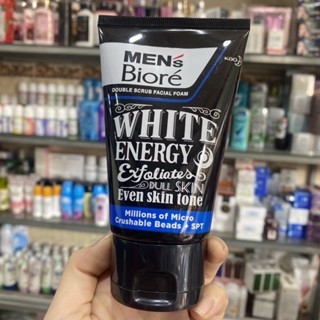 MEN's
Bioré
KAO
DOUBLE SCRUB FACIAL FOAM
WHITE
ENERGY
Exfoliates
DULL SKIN
Even skin tone
Millions of Micro
Crushable Beads + SPT